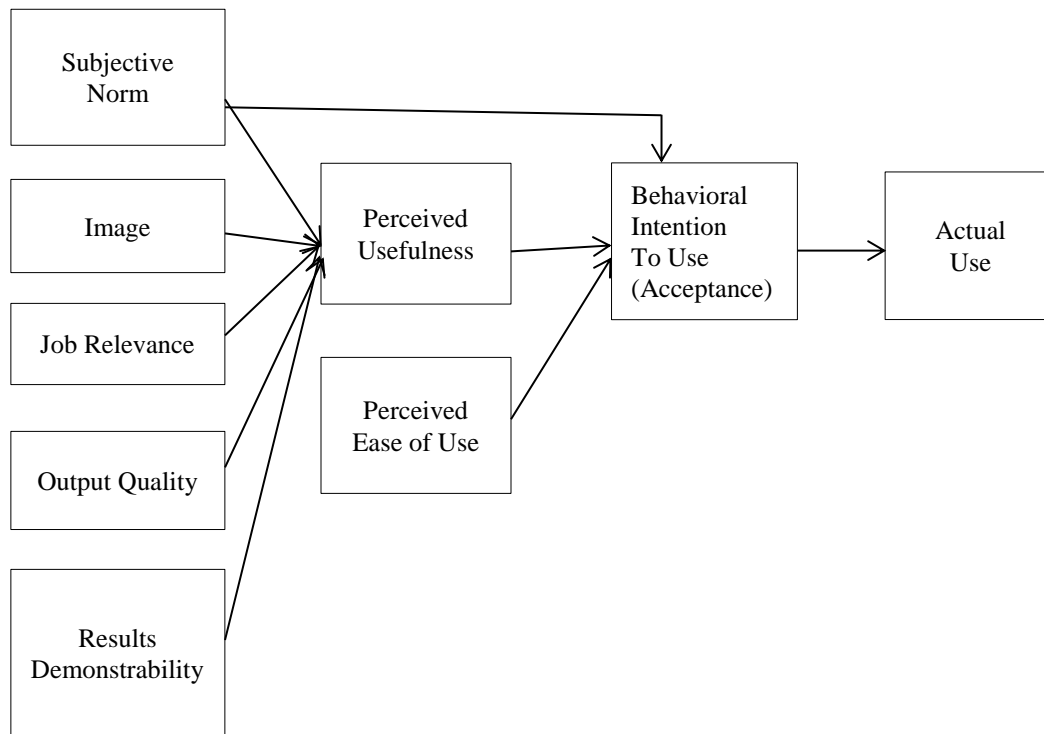 Subjective
Norm
Image
Job Relevance
Output Quality
Results
Demonstrability
Perceived
Usefulness
Perceived
Ease of Use
Behavioral
Intention
To Use
(Acceptance)
Actual
Use